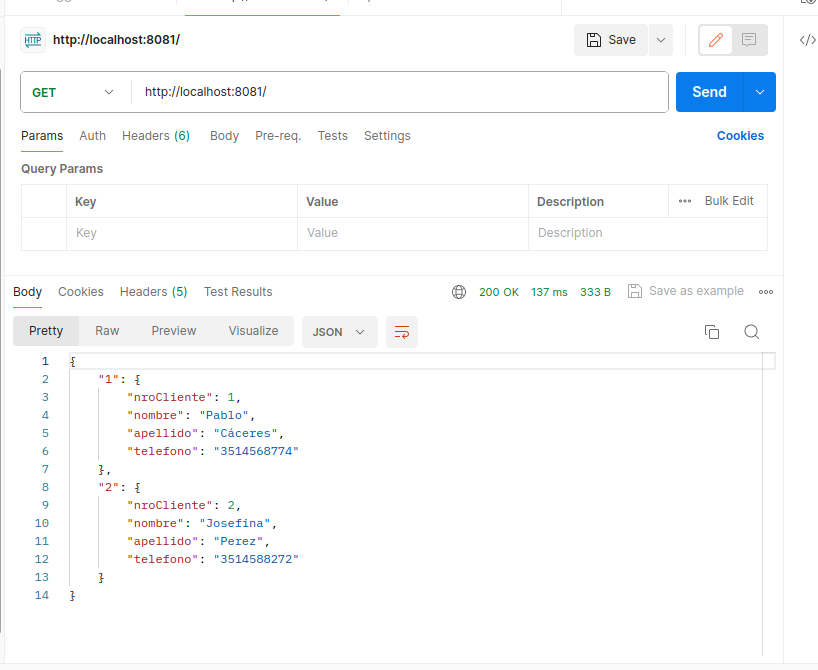 HTTP http://localhost:8081/ Save
GET http://localhost:8081/ Send
Params Auth Headers (6) Body Pre-req. Tests Settings Cookies
Query Params
Key Value Description ••• Bulk Edit
Key Value Description
Body Cookies Headers (5) Test Results 200 OK 137 ms 333 B Save as example •••
Pretty Raw Preview Visualize JSON
1 {
2 "1": {
3 "nroCliente": 1,
4 "nombre": "Pablo",
5 "apellido": "Cáceres",
6 "telefono": "3514568774"
7 },
8 "2": {
9 "nroCliente": 2,
10 "nombre": "Josefina",
11 "apellido": "Perez",
12 "telefono": "3514588272"
13 }
14 }